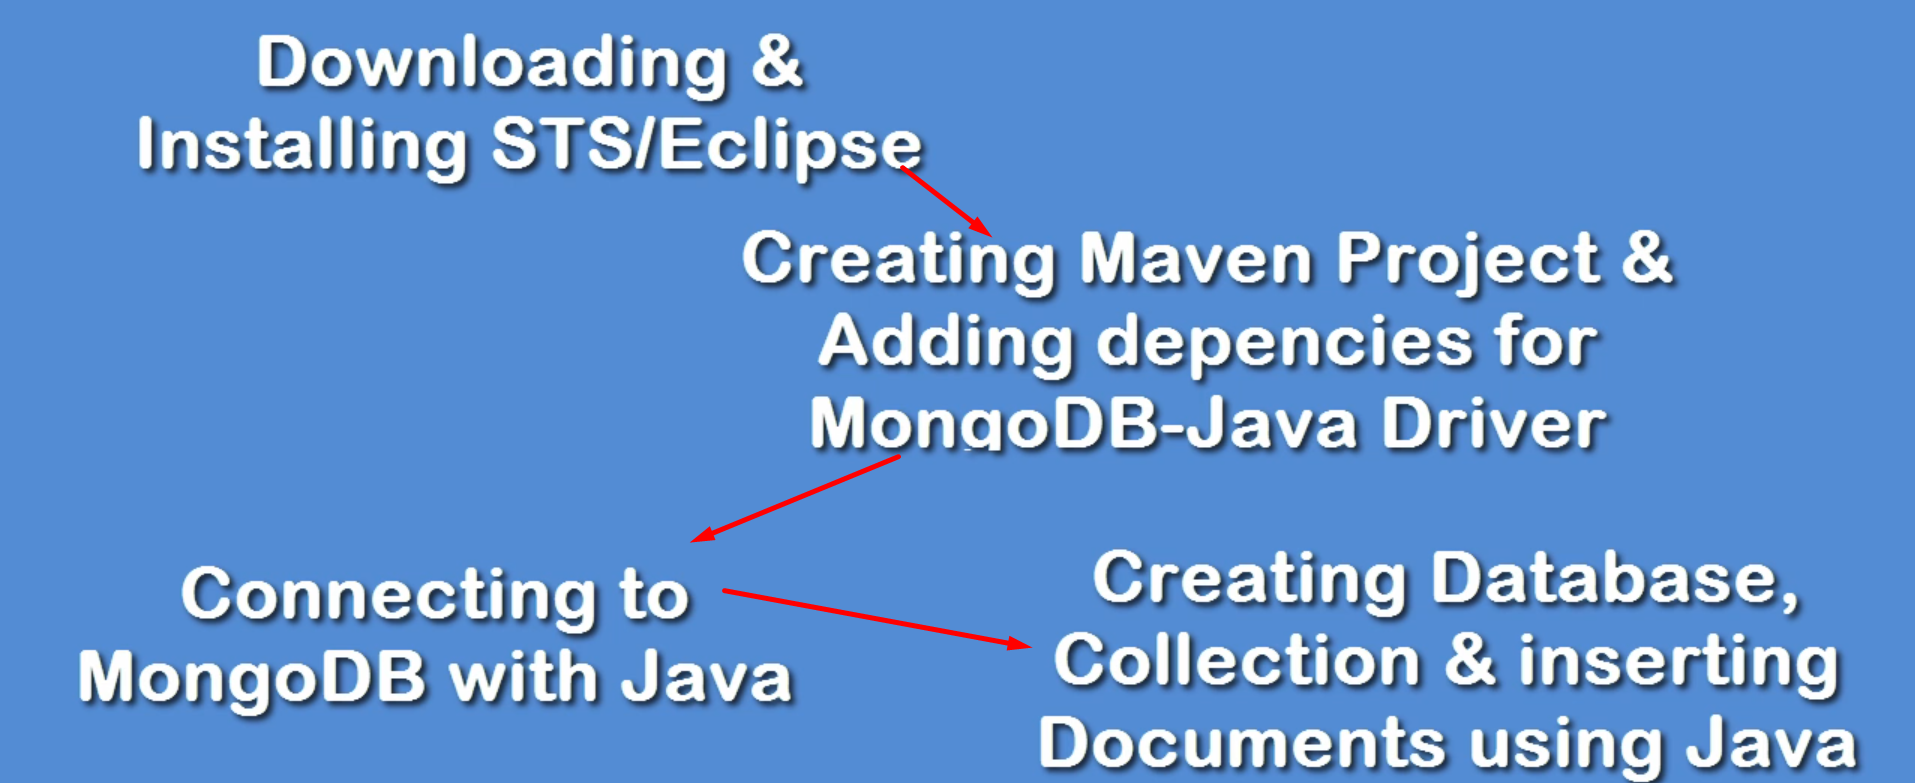 Downloading &
Installing STS/Eclipse
Creating Maven Project &
Adding depencies for
MongoDB-Java Driver
Connecting to
MongoDB with Java
Creating Database,
Collection & inserting
Documents using Java